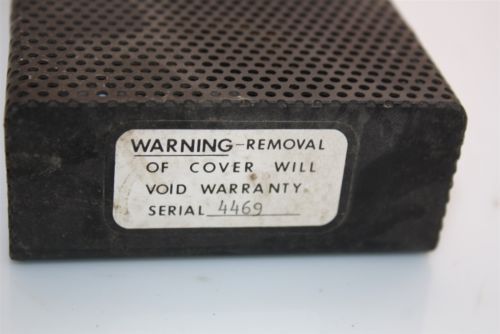 WARNING-REMOVAL
OF COVER WILL
VOID WARRANTY
SERIAL 4469